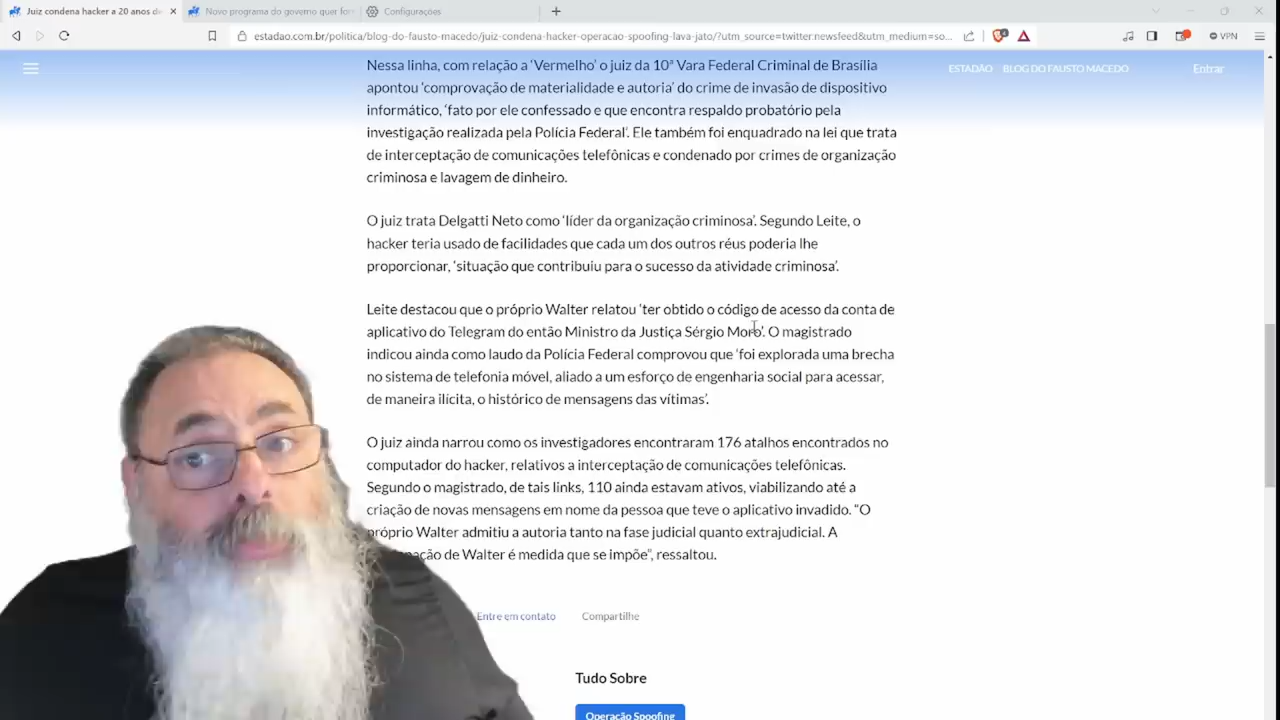 Juiz condena hacker a 20 anos de
Novo programa do governo quer for
Configurações
estadao.com.br/politica/blog-do-fausto-macedo/juiz-condena-hacker-operacao-spoofing-lava-jato/?utm_source=twitter:newsfeed&utm_medium=so...
VPN
ESTADÃO BLOG DO FAUSTO MACEDO
Entrar
Nessa linha, com relação a ‘Vermelho’ o juiz da 10ª Vara Federal Criminal de Brasília
apontou ‘comprovação de materialidade e autoria’ do crime de invasão de dispositivo
informático, ‘fato por ele confessado e que encontra respaldo probatório pela
investigação realizada pela Polícia Federal’. Ele também foi enquadrado na lei que trata
de interceptação de comunicações telefônicas e condenado por crimes de organização
criminosa e lavagem de dinheiro.
O juiz trata Delgatti Neto como ‘líder da organização criminosa’. Segundo Leite, o
hacker teria usado de facilidades que cada um dos outros réus poderia lhe
proporcionar, ‘situação que contribuiu para o sucesso da atividade criminosa’.
Leite destacou que o próprio Walter relatou ‘ter obtido o código de acesso da conta de
aplicativo do Telegram do então Ministro da Justiça Sérgio Moro’. O magistrado
indicou ainda como laudo da Polícia Federal comprovou que ‘foi explorada uma brecha
no sistema de telefonia móvel, aliado a um esforço de engenharia social para acessar,
de maneira ilícita, o histórico de mensagens das vítimas’.
O juiz ainda narrou como os investigadores encontraram 176 atalhos encontrados no
computador do hacker, relativos a interceptação de comunicações telefônicas.
Segundo o magistrado, de tais links, 110 ainda estavam ativos, viabilizando até a
criação de novas mensagens em nome da pessoa que teve o aplicativo invadido. “O
próprio Walter admitiu a autoria tanto na fase judicial quanto extrajudicial. A
ação de Walter é medida que se impõe”, ressaltou.
Entre em contato
Compartilhe
Tudo Sobre
Operação Spoofing